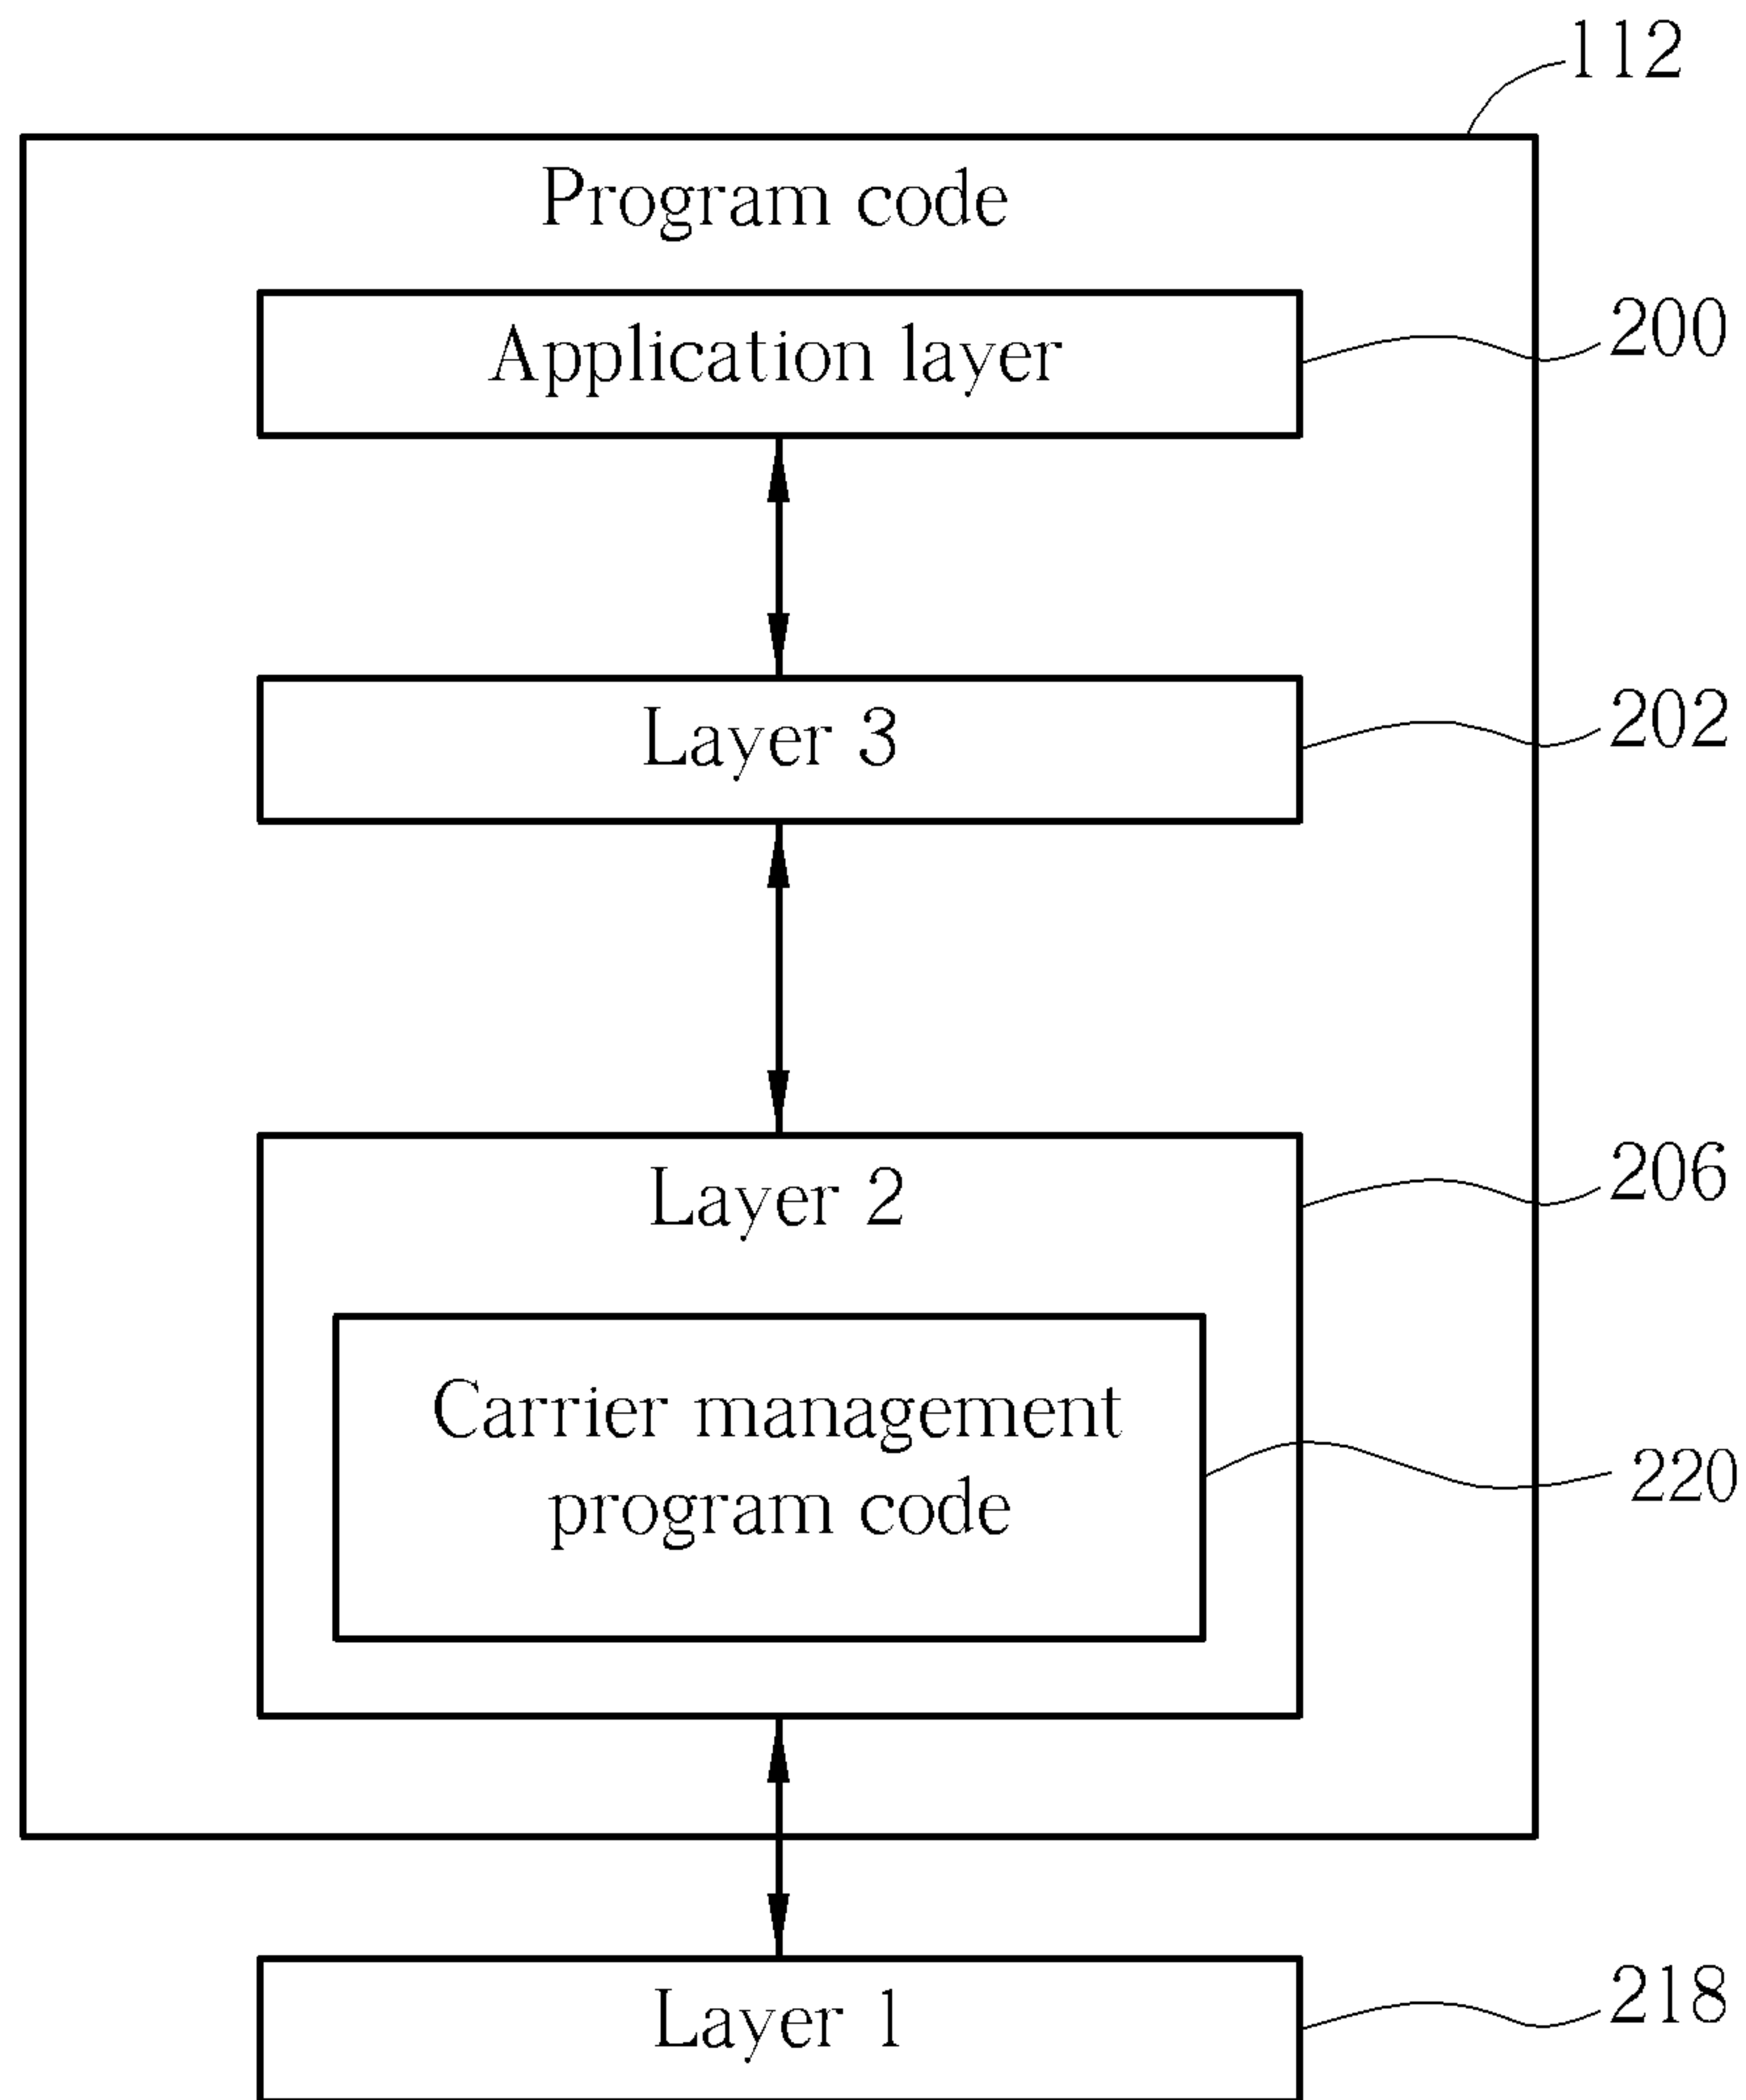 112
Program code
Application layer
200
Layer 3
202
Layer 2
206
Carrier management
program code
220
Layer 1
218